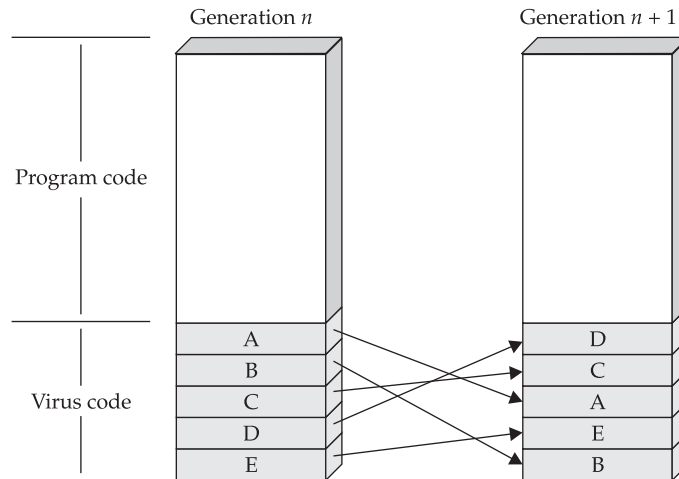 Generation n
Generation n + 1
Program code
Virus code
A
B
C
D
E
D
C
A
E
B